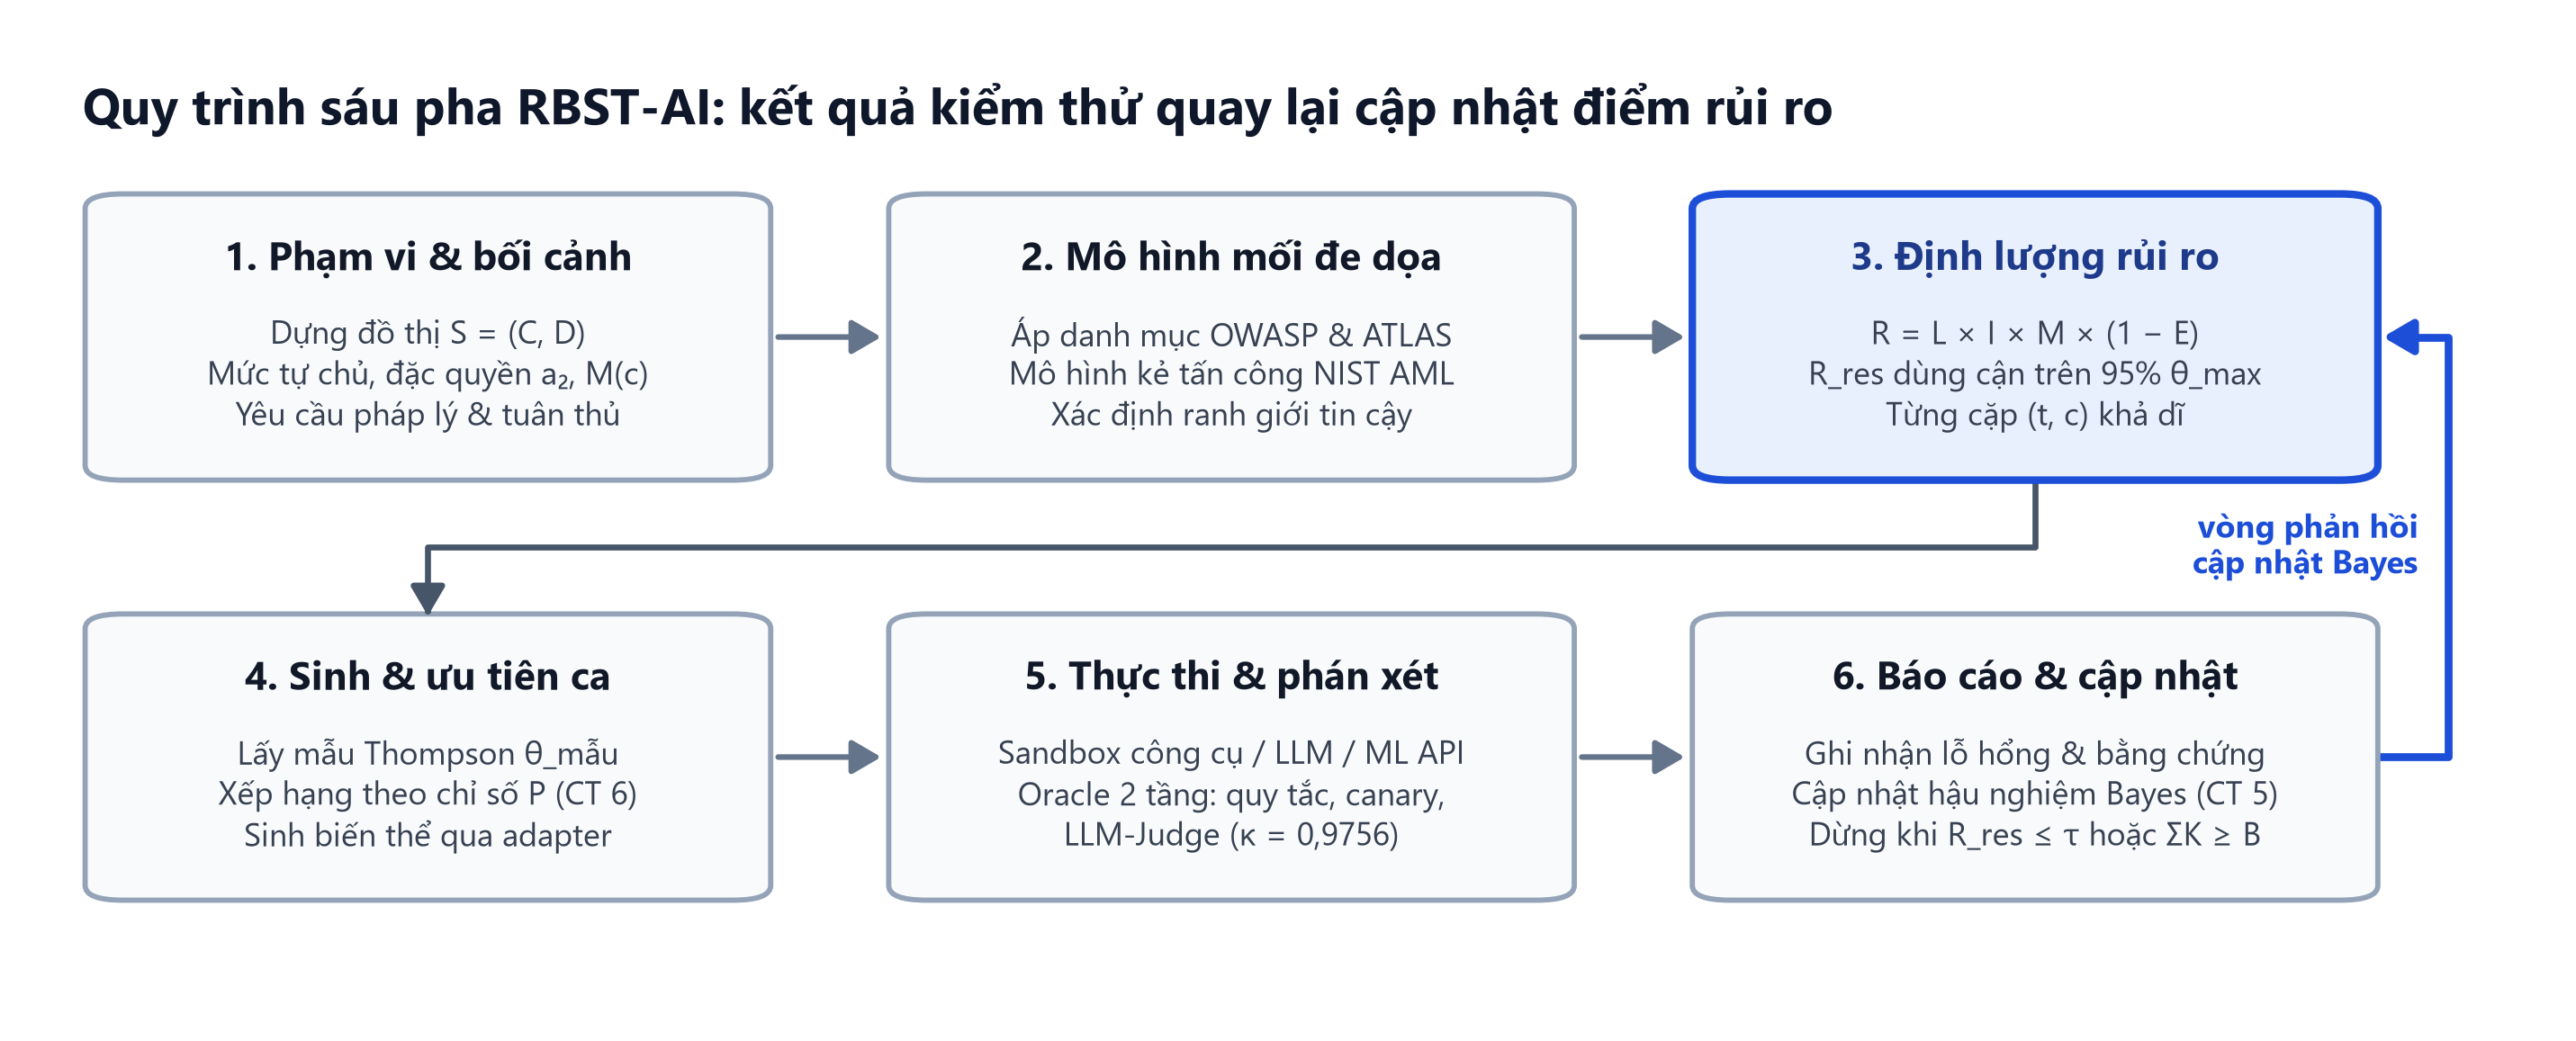 Quy trình sáu pha RBST-AI: kết quả kiểm thử quay lại cập nhật điểm rủi ro
1. Phạm vi & bối cảnh
Dựng đồ thị S = (C, D)
Mức tự chủ, đặc quyền a₂, M(c)
Yêu cầu pháp lý & tuân thủ
2. Mô hình mối đe dọa
Áp danh mục OWASP & ATLAS
Mô hình kẻ tấn công NIST AML
Xác định ranh giới tin cậy
3. Định lượng rủi ro
R = L × I × M × (1 − E)
R_res dùng cận trên 95% θ_max
Từng cặp (t, c) khả dĩ
vòng phản hồi
cập nhật Bayes
4. Sinh & ưu tiên ca
Lấy mẫu Thompson θ_mẫu
Xếp hạng theo chỉ số P (CT 6)
Sinh biến thể qua adapter
5. Thực thi & phán xét
Sandbox công cụ / LLM / ML API
Oracle 2 tầng: quy tắc, canary,
LLM-Judge (κ = 0,9756)
6. Báo cáo & cập nhật
Ghi nhận lỗ hổng & bằng chứng
Cập nhật hậu nghiệm Bayes (CT 5)
Dừng khi R_res ≤ τ hoặc ΣK ≥ B